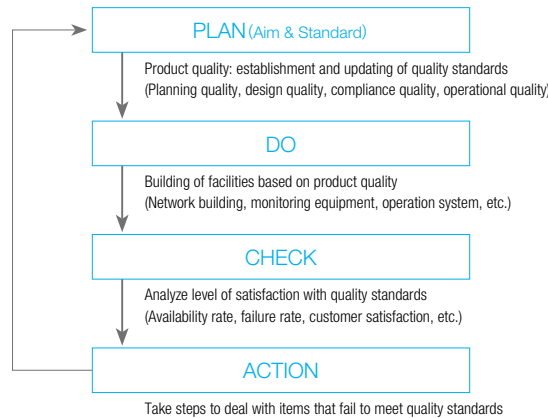 PLAN (Aim & Standard)
Product quality: establishment and updating of quality standards
(Planning quality, design quality, compliance quality, operational quality)
DO
Building of facilities based on product quality
(Network building, monitoring equipment, operation system, etc.)
CHECK
Analyze level of satisfaction with quality standards
(Availability rate, failure rate, customer satisfaction, etc.)
ACTION
Take steps to deal with items that fail to meet quality standards